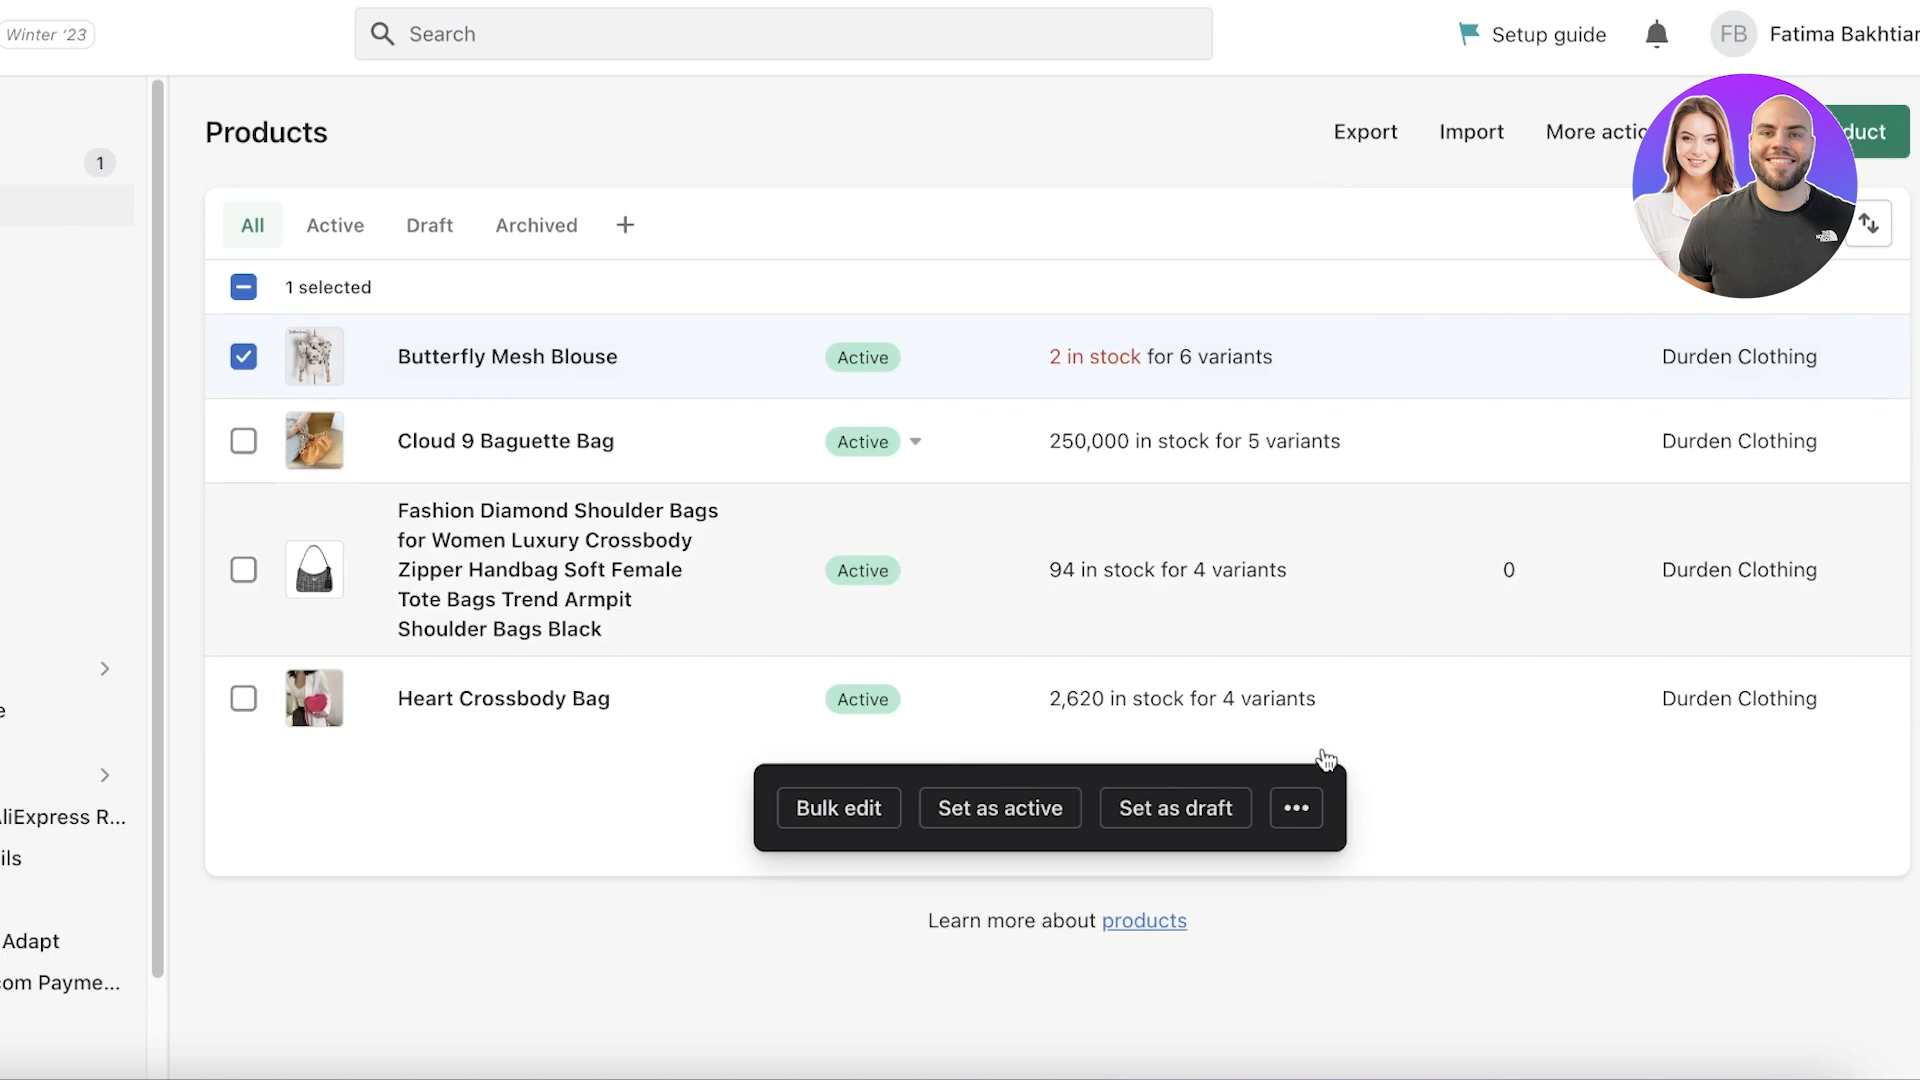 Winter ‘23
Search
Setup guide
FB
Fatima Bakhtiar
Products
Export
Import
More actio
duct
1
All
Active
Draft
Archived
1 selected
Butterfly Mesh Blouse
Active
2 in stock for 6 variants
Durden Clothing
Cloud 9 Baguette Bag
Active
250,000 in stock for 5 variants
Durden Clothing
Fashion Diamond Shoulder Bags
for Women Luxury Crossbody
Zipper Handbag Soft Female
Tote Bags Trend Armpit
Shoulder Bags Black
Active
94 in stock for 4 variants
0
Durden Clothing
Heart Crossbody Bag
Active
2,620 in stock for 4 variants
Durden Clothing
e
liExpress R...
ils
Adapt
com Payme...
Bulk edit
Set as active
Set as draft
Learn more about products